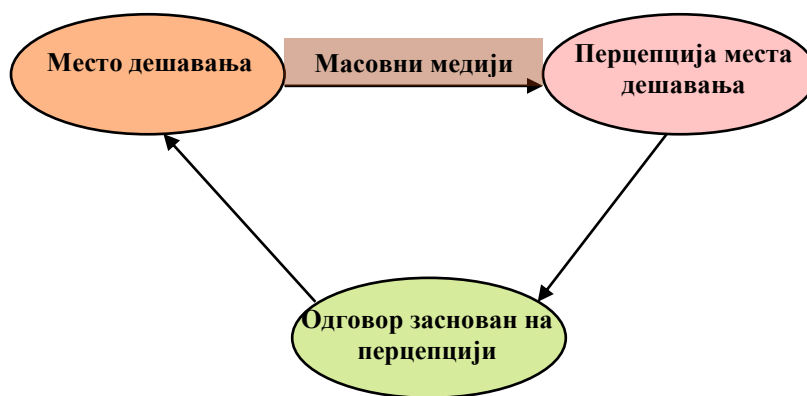 Место дешавања
Масовни медији
Перцепција места
дешавања
Одговор заснован на
перцепцији